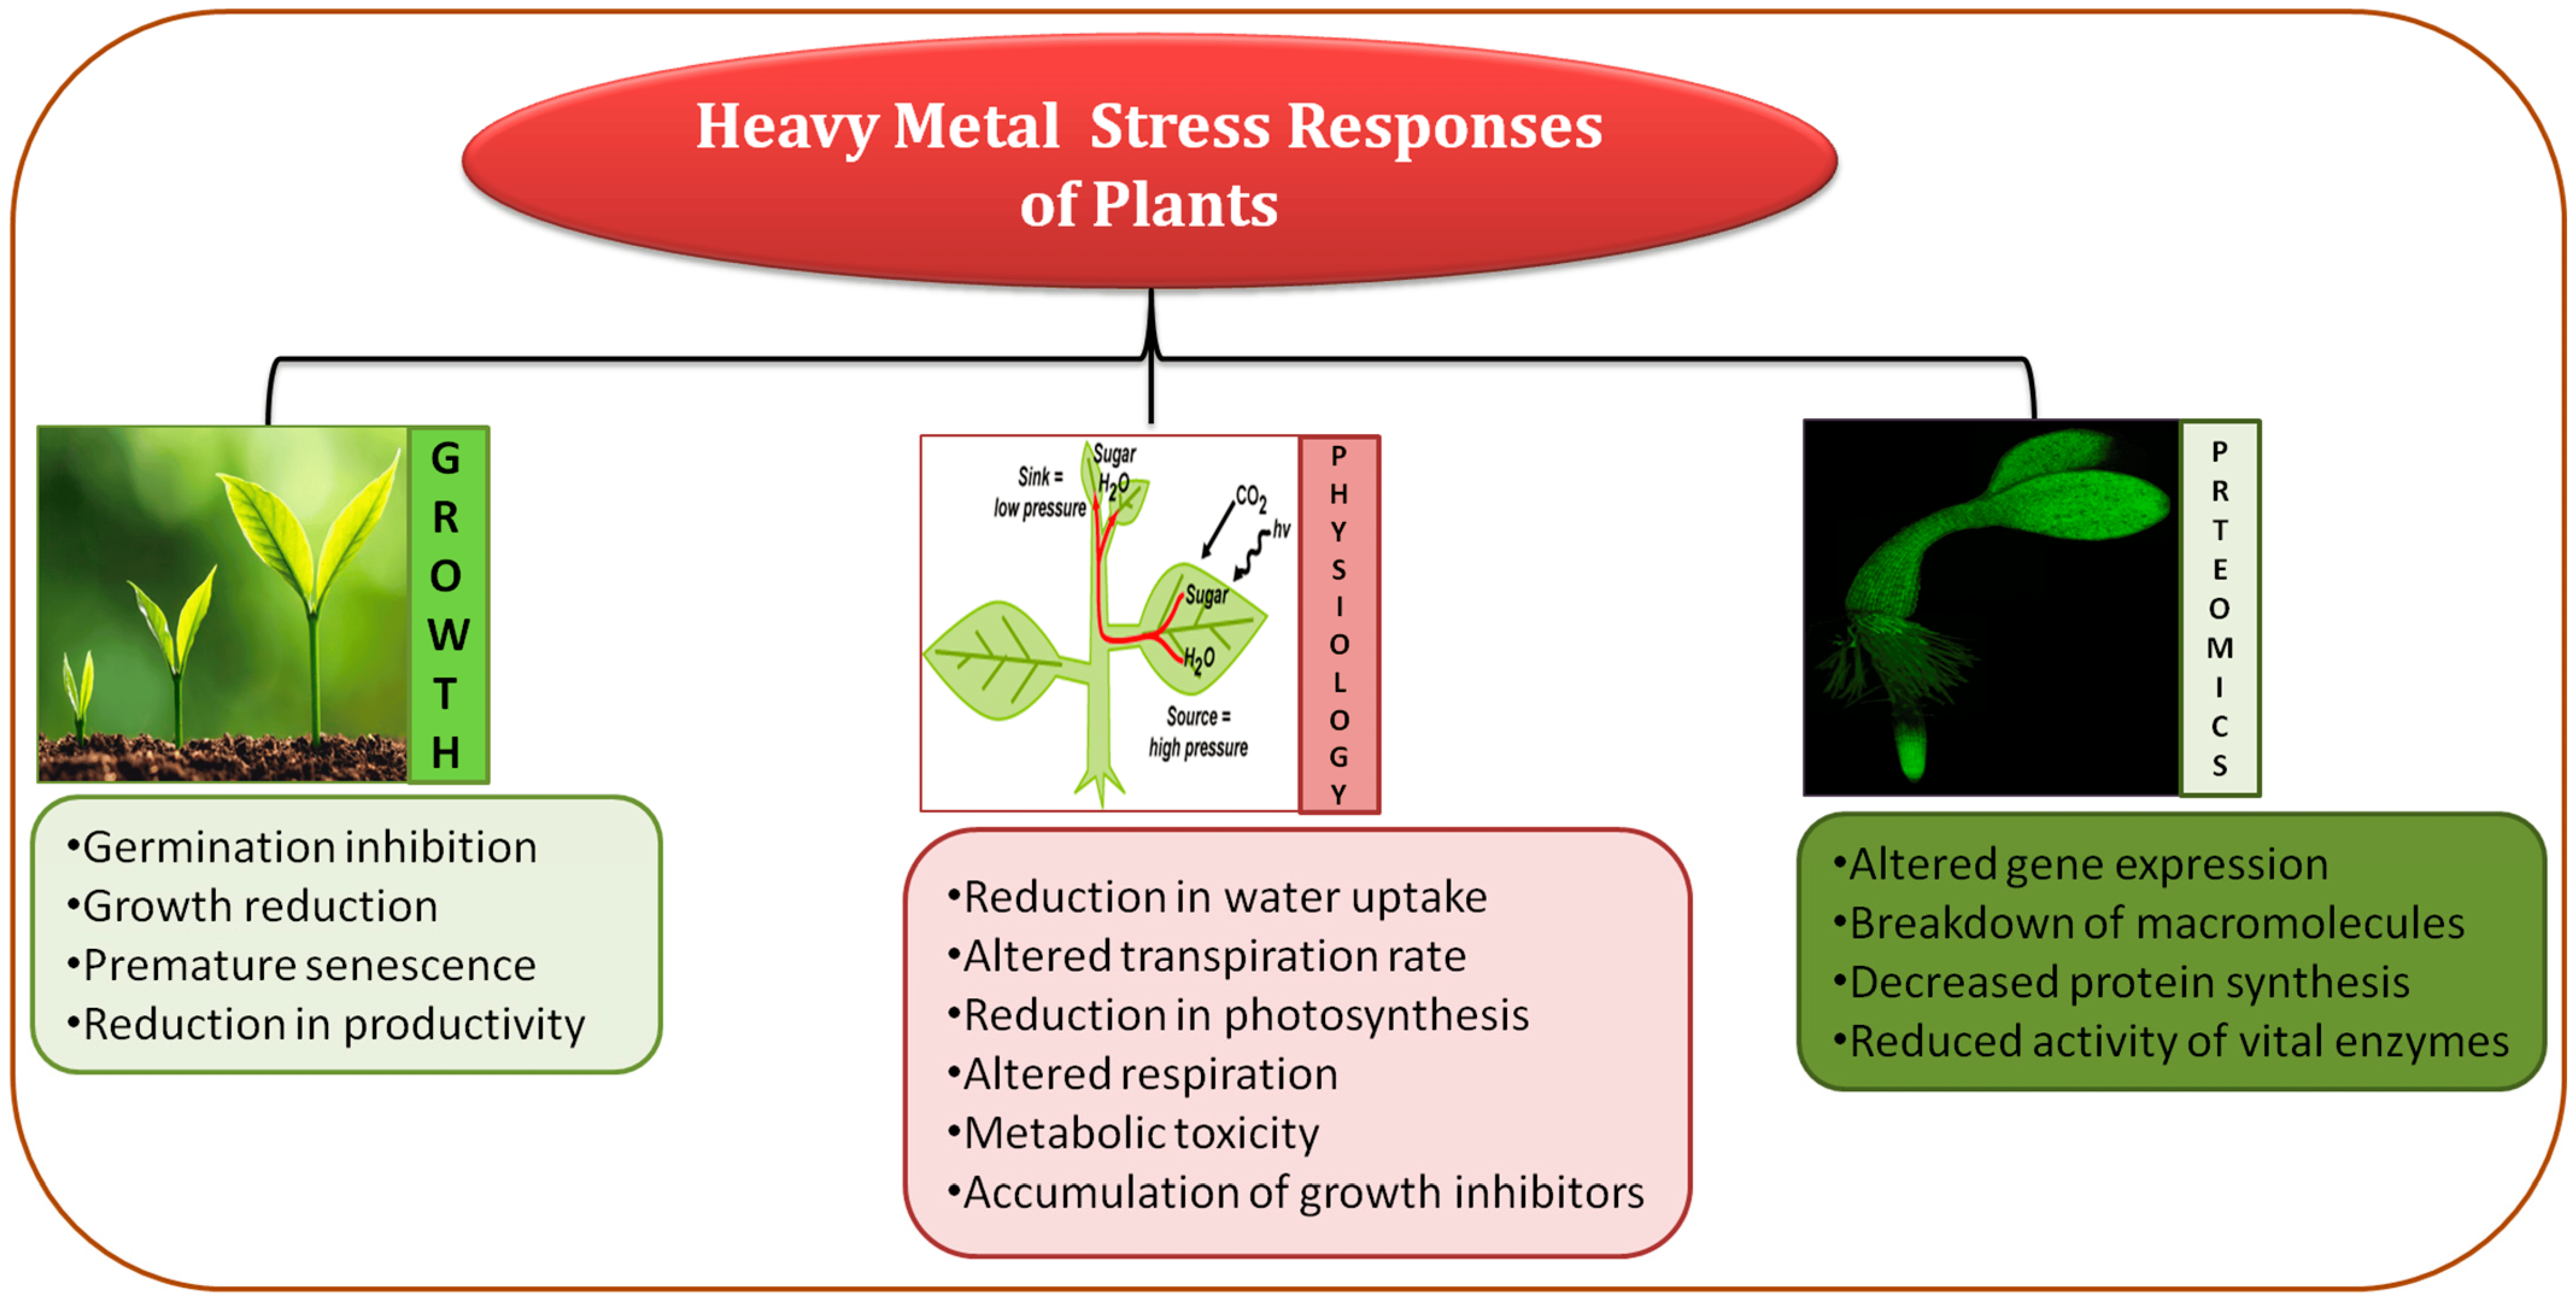 Heavy Metal  Stress Responses
of Plants
GROWTH
•Germination inhibition
•Growth reduction
•Premature senescence
•Reduction in productivity
Sugar
H2O
Sink =
low pressure
CO2
hv
Sugar
H2O
Source =
high pressure
PHYSIOLOGY
•Reduction in water uptake
•Altered transpiration rate
•Reduction in photosynthesis
•Altered respiration
•Metabolic toxicity
•Accumulation of growth inhibitors
PRTEOMICS
•Altered gene expression
•Breakdown of macromolecules
•Decreased protein synthesis
•Reduced activity of vital enzymes